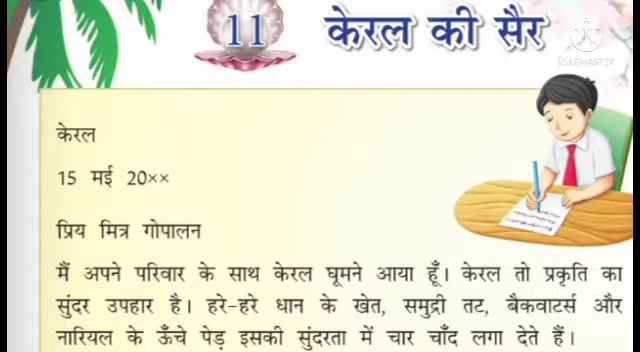 11 केरल की सैर
KINEMASTER
केरल
15 मई 20××
प्रिय मित्र गोपालन
मैं अपने परिवार के साथ केरल घूमने आया हूँ। केरल तो प्रकृति का
सुंदर उपहार है। हरे-हरे धान के खेत, समुद्री तट, बैकवाटर्स और
नारियल के ऊँचे पेड़ इसकी सुंदरता में चार चाँद लगा देते हैं।